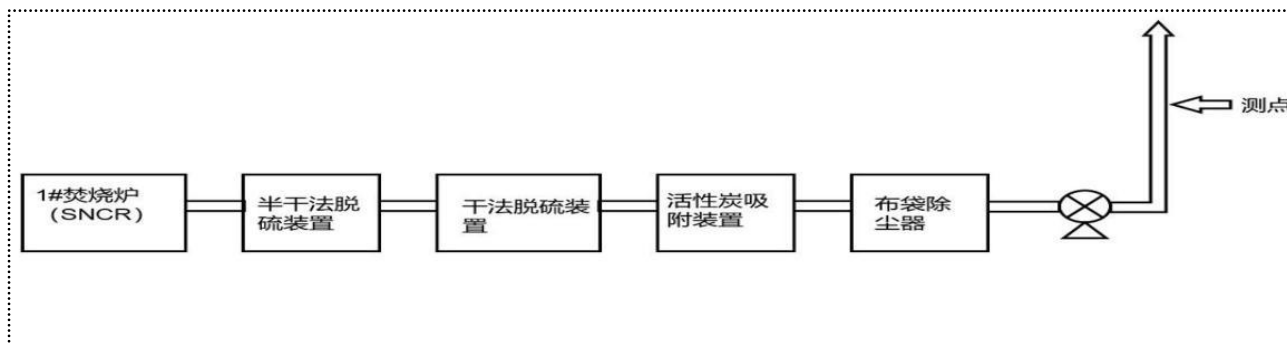 测点
1#焚烧炉
（SNCR）
半干法脱
硫装置
干法脱硫装
置
活性炭吸
附装置
布袋除
尘器